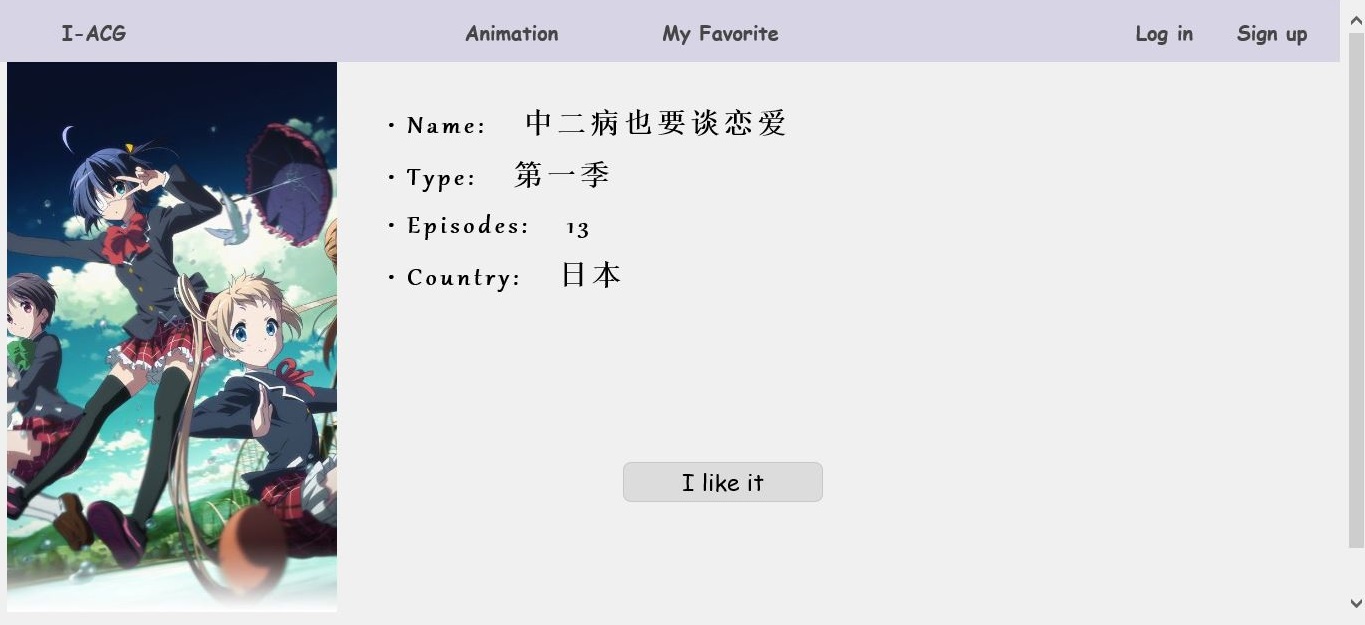 I-ACG Animation My Favorite Log in Sign up
· Name: 中二病也要谈恋爱
· Type: 第一季
· Episodes: 13
· Country: 日本
I like it